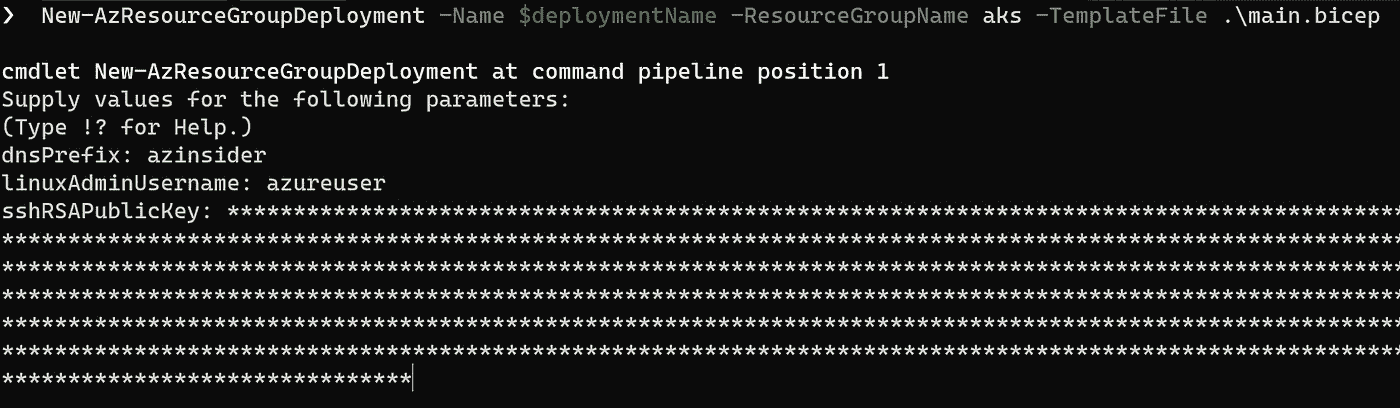 ❯ New-AzResourceGroupDeployment -Name $deploymentName -ResourceGroupName aks -TemplateFile .\main.bicep
cmdlet New-AzResourceGroupDeployment at command pipeline position 1
Supply values for the following parameters:
(Type !? for Help.)
dnsPrefix: azinsider
linuxAdminUsername: azureuser
sshRSAPublicKey: *****************************************************************************************
**********************************************************************************************************
**********************************************************************************************************
**********************************************************************************************************
**********************************************************************************************************
**********************************************************************************************************
*******************************